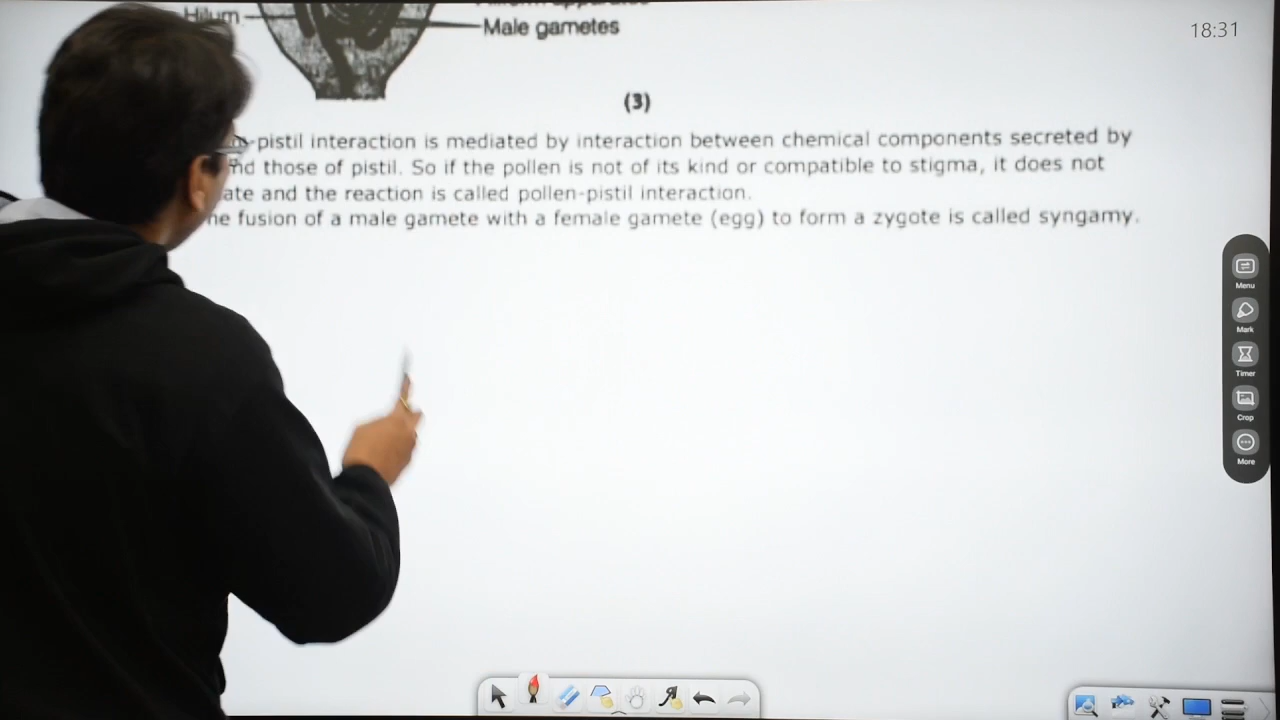 Hilum
Male gametes
18:31
(3)
-pistil interaction is mediated by interaction between chemical components secreted by
nd those of pistil. So if the pollen is not of its kind or compatible to stigma, it does not
ate and the reaction is called pollen-pistil interaction.
he fusion of a male gamete with a female gamete (egg) to form a zygote is called syngamy.
Menu
Mark
Timer
Crop
More